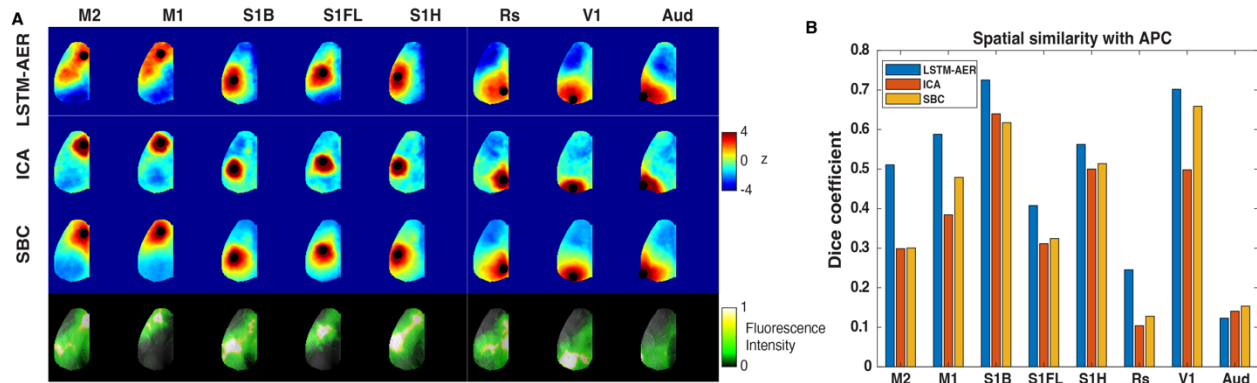 A
M2 M1 S1B S1FL S1H Rs V1 Aud
LSTM-AER
ICA
SBC
4
0 z
-4
1
Fluorescence
Intensity
0
B
Spatial similarity with APC
LSTM-AER
ICA
SBC
Dice coefficient
0.8
0.7
0.6
0.5
0.4
0.3
0.2
0.1
0
M2 M1 S1B S1FL S1H Rs V1 Aud